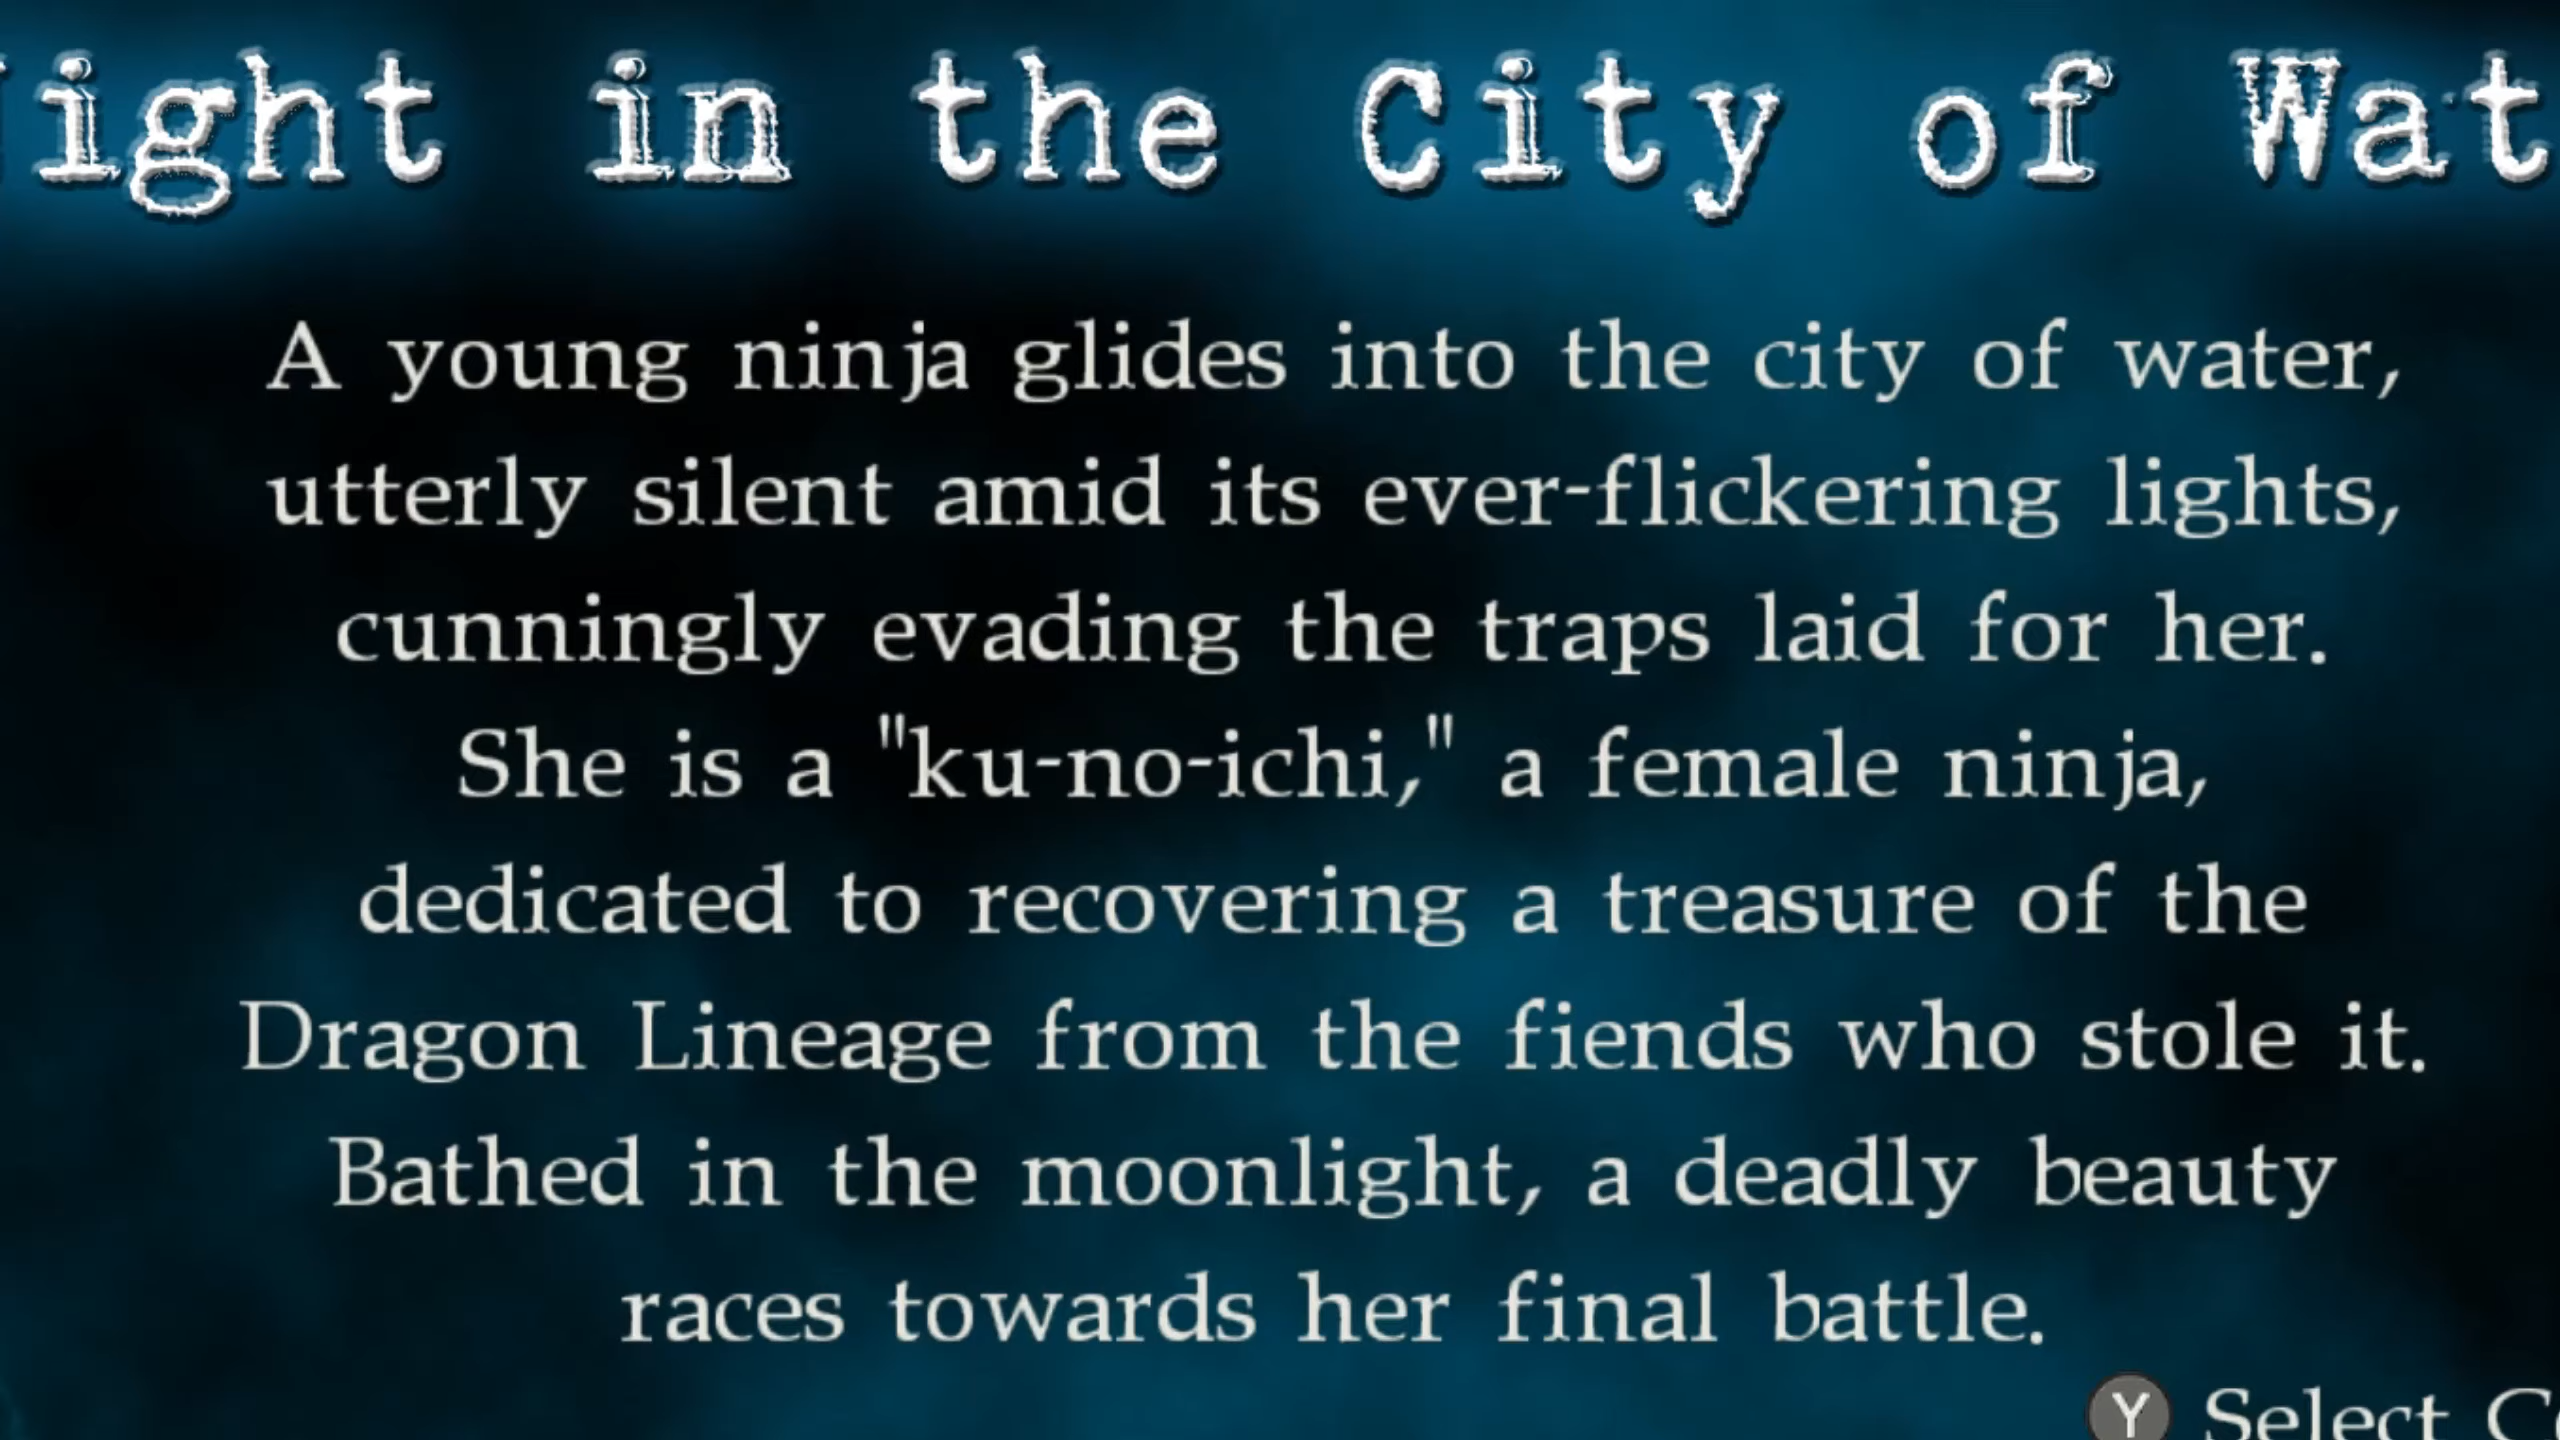 ight in the City of Wat
A young ninja glides into the city of water,
utterly silent amid its ever-flickering lights,
cunningly evading the traps laid for her.
She is a "ku-no-ichi," a female ninja,
dedicated to recovering a treasure of the
Dragon Lineage from the fiends who stole it.
Bathed in the moonlight, a deadly beauty
races towards her final battle.
Y Select C